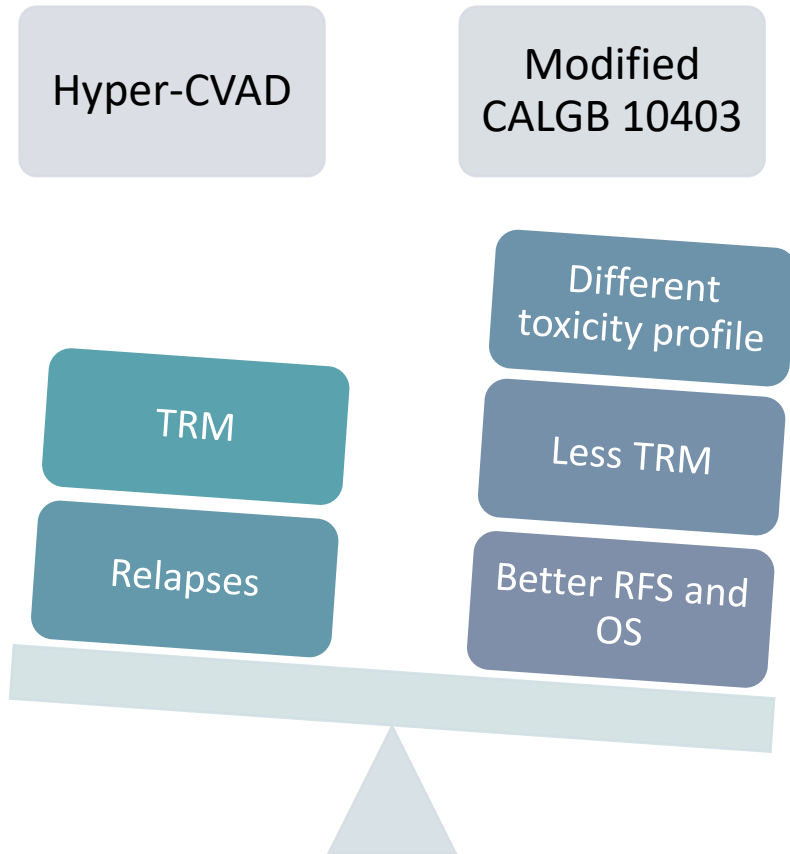 Hyper-CVAD
Modified
CALGB 10403
Different
toxicity profile
TRM
Less TRM
Relapses
Better RFS and
OS